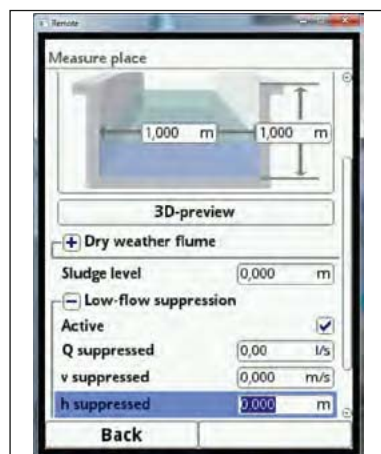 Remote
Measure place
1,000 m 1,000 m
3D-preview
Dry weather flume
Sludge level 0,000 m
Low-flow suppression
Active
Q suppressed 0,00 l/s
v suppressed 0,000 m/s
h suppressed 0,000 m
Back